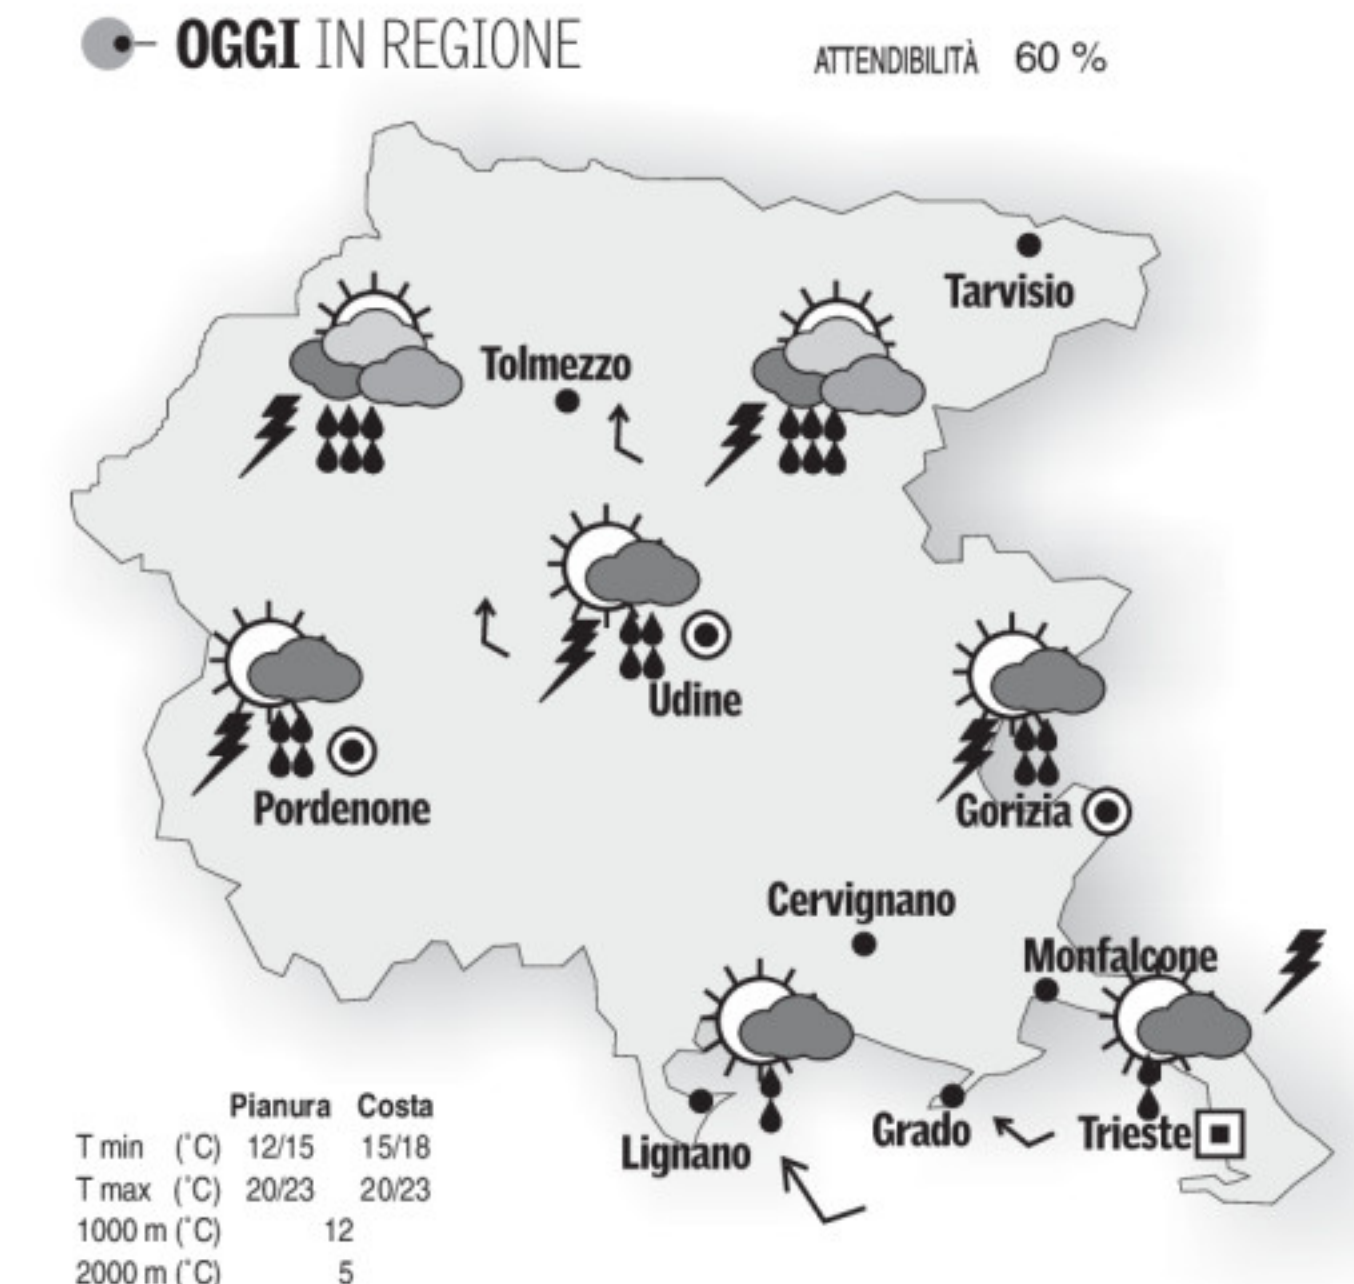 OGGI IN REGIONE
ATTENDIBILITÀ 60 %
Tarvisio
Tolmezzo
Udine
Pordenone
Gorizia
Cervignano
Monfalcone
Grado
Trieste
Lignano
Pianura Costa
T min (°C) 12/15 15/18
T max (°C) 20/23 20/23
1000 m (°C) 12
2000 m (°C) 5